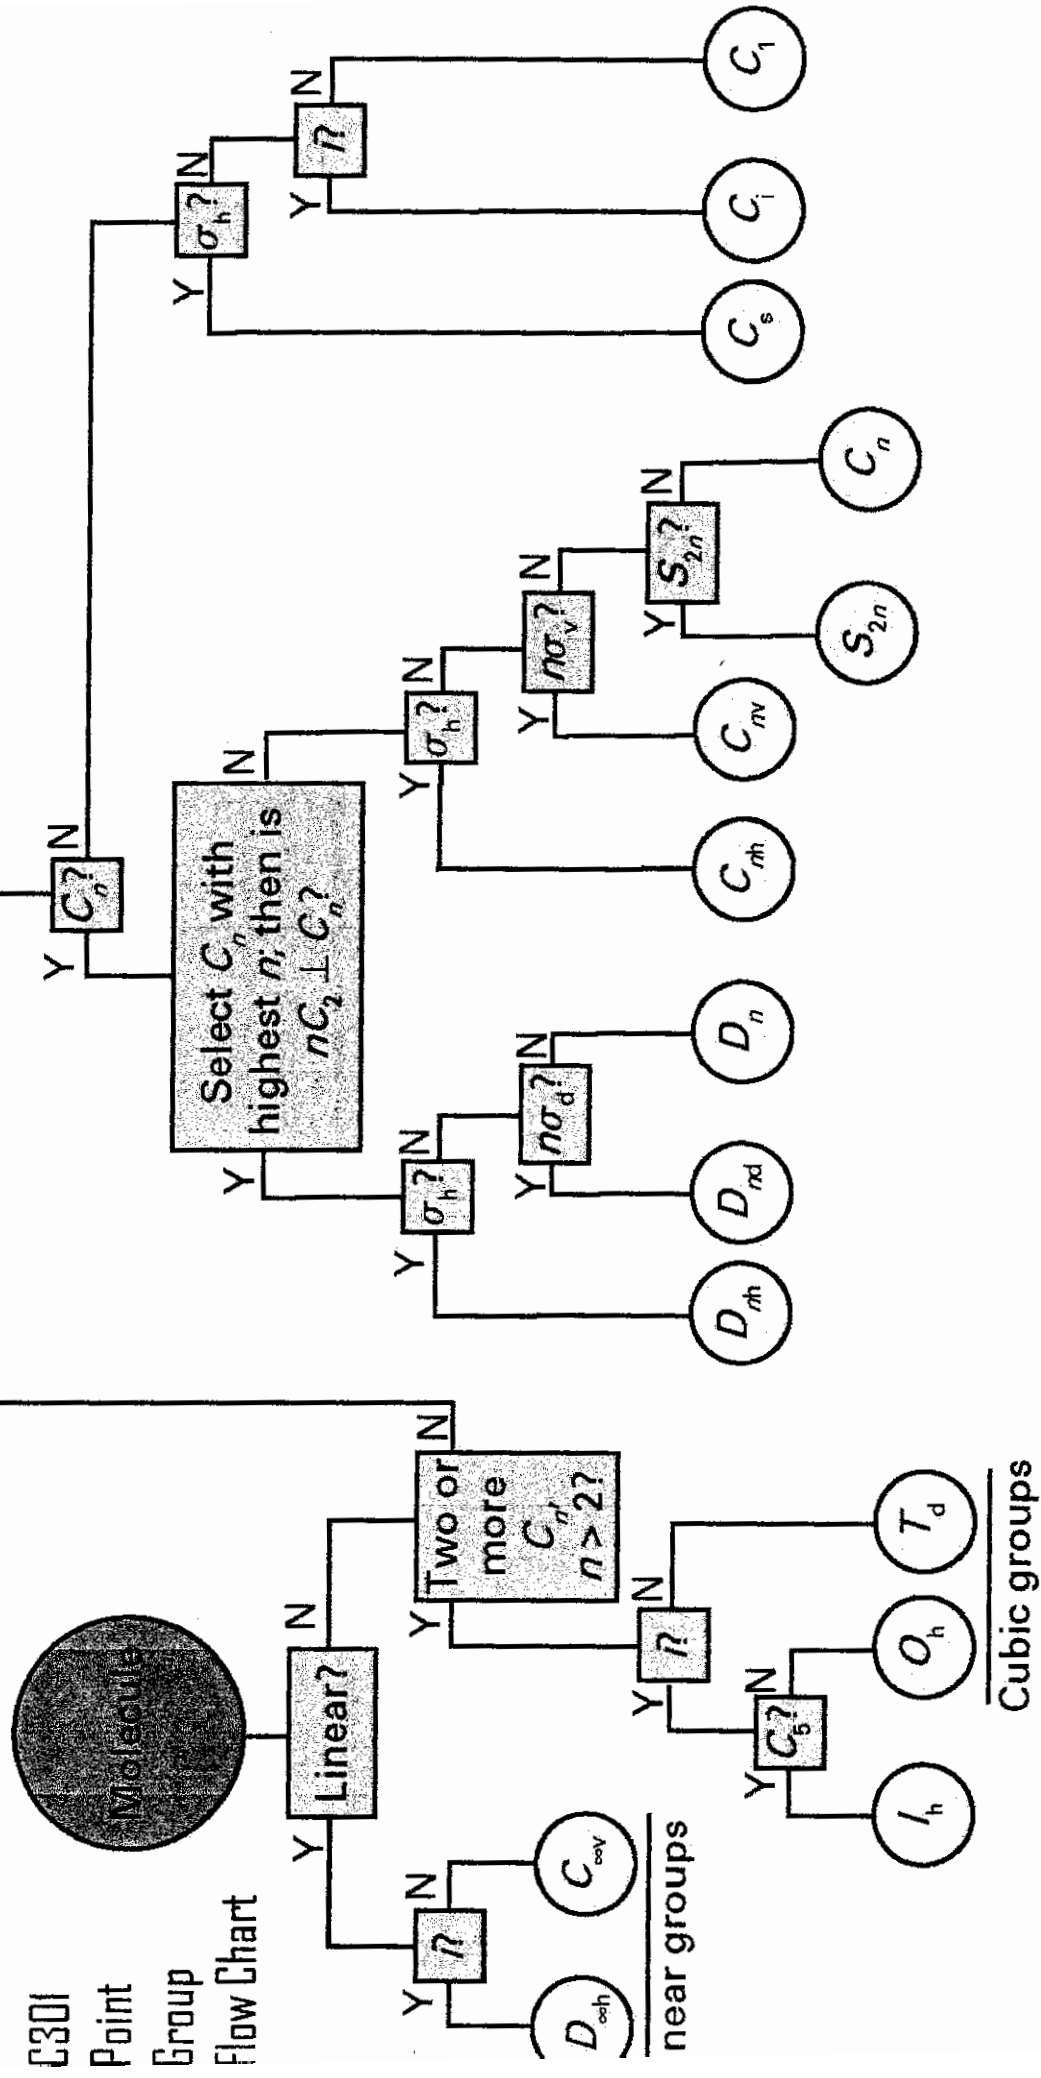 C301
Point
Group
Flow Chart
Molecule
Linear?
Y
N
i?
Y
N
D∞h
C∞v
near groups
Two or
more
Cn,
n > 2?
Y
N
i?
Y
N
C5?
Y
N
Ih
Oh
Td
Cubic groups
Cn?
Y
N
Select Cn with
highest n; then is
nC2 ⊥ Cn?
Y
N
σh?
Y
N
nσd?
Y
N
Dnh
Dnd
Dn
σh?
Y
N
nσv?
Y
N
S2n?
Y
N
Cnh
Cnv
S2n
Cn
σh?
Y
N
i?
Y
N
Cs
Ci
C1